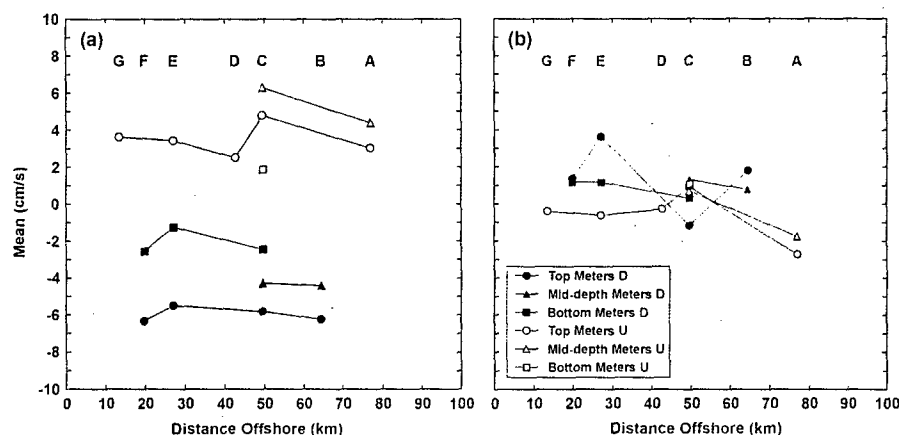 (a)
G F E D C B A
10
8
6
4
2
0
-2
-4
-6
-8
-10
Mean (cm/s)
0 10 20 30 40 50 60 70 80 90 100
Distance Offshore (km)
(b)
G F E D C B A
Top Meters D
Mid-depth Meters D
Bottom Meters D
Top Meters U
Mid-depth Meters U
Bottom Meters U
0 10 20 30 40 50 60 70 80 90 100
Distance Offshore (km)